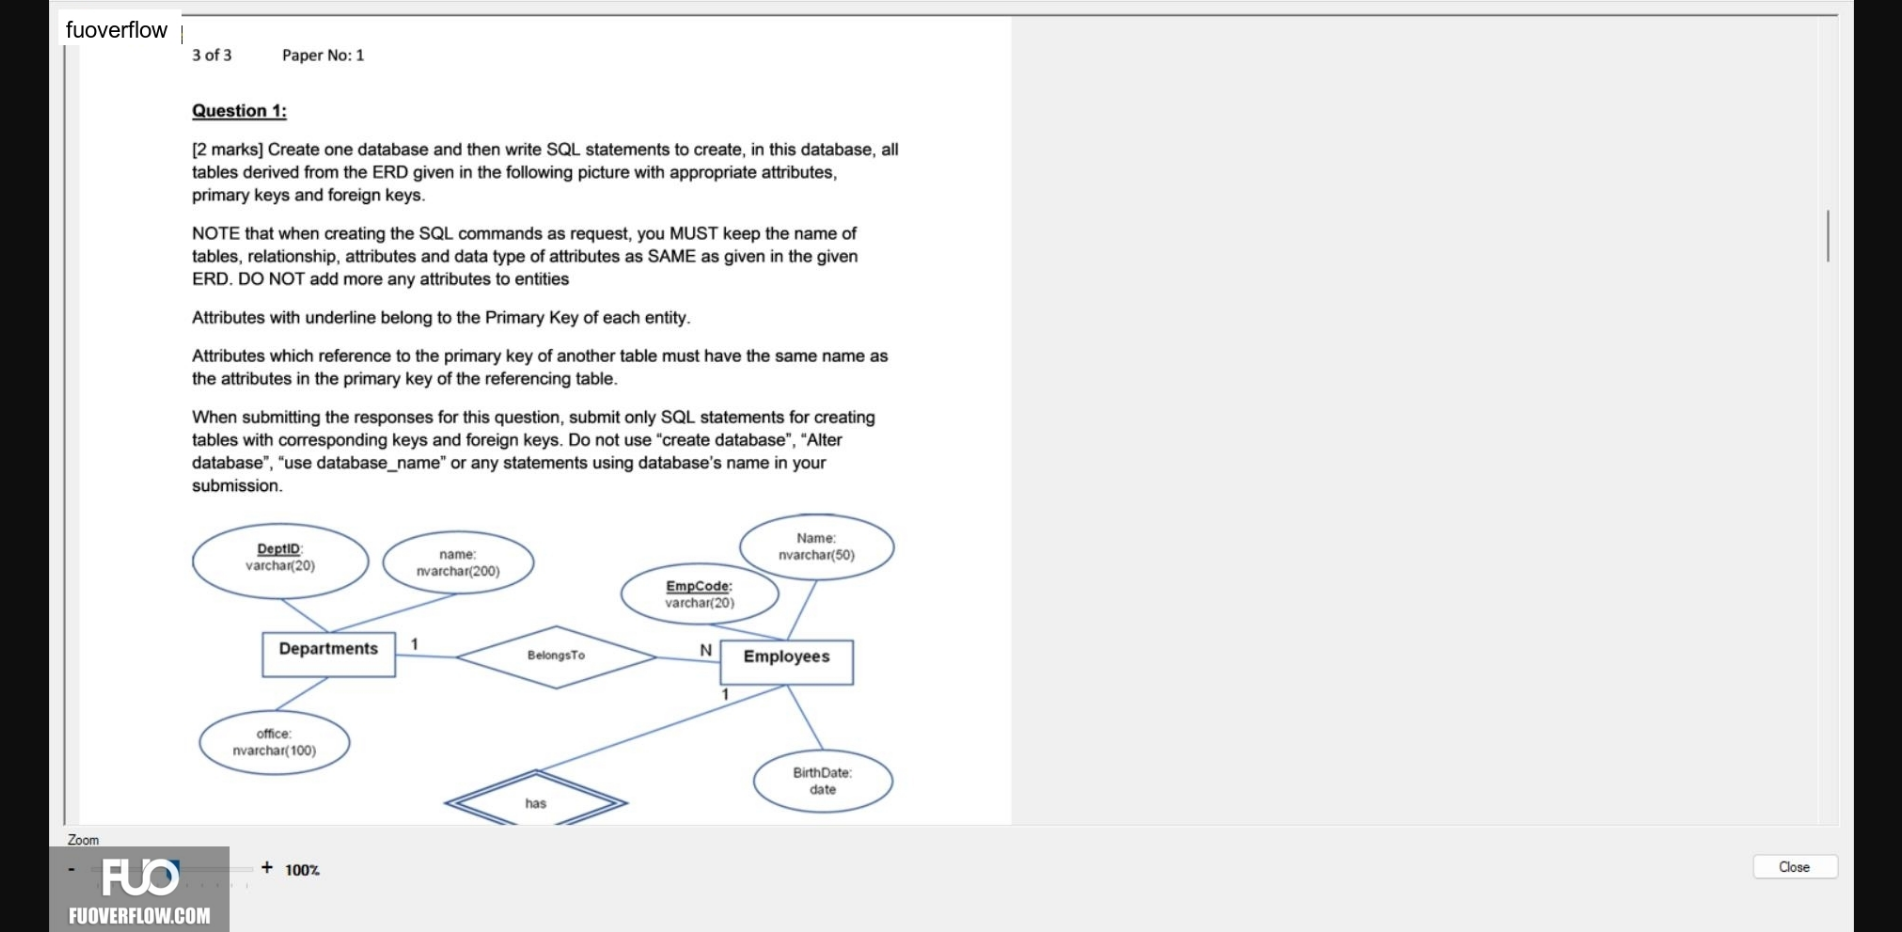 fuoverflow
3 of 3 Paper No: 1
Question 1:
[2 marks] Create one database and then write SQL statements to create, in this database, all
tables derived from the ERD given in the following picture with appropriate attributes,
primary keys and foreign keys.
NOTE that when creating the SQL commands as request, you MUST keep the name of
tables, relationship, attributes and data type of attributes as SAME as given in the given
ERD. DO NOT add more any attributes to entities
Attributes with underline belong to the Primary Key of each entity.
Attributes which reference to the primary key of another table must have the same name as
the attributes in the primary key of the referencing table.
When submitting the responses for this question, submit only SQL statements for creating
tables with corresponding keys and foreign keys. Do not use “create database”, “Alter
database”, “use database_name” or any statements using database’s name in your
submission.
DeptID:
varchar(20)
name:
nvarchar(200)
Name:
nvarchar(50)
EmpCode:
varchar(20)
Departments
1
BelongsTo
N
Employees
1
office:
nvarchar(100)
BirthDate:
date
has
Zoom
- + 100%
Close
FUO
FUOVERFLOW.COM